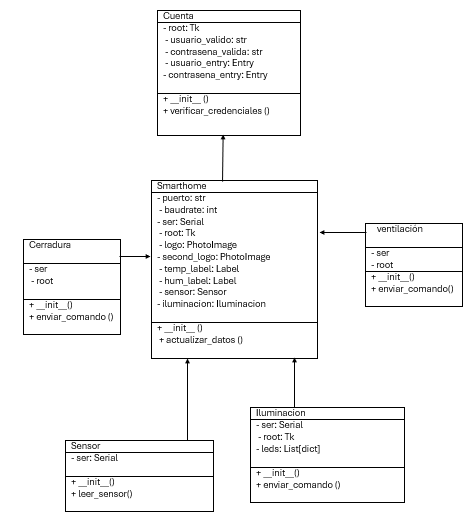 Cuenta
- root: Tk
- usuario_valido: str
- contrasena_valida: str
- usuario_entry: Entry
- contrasena_entry: Entry
+ __init__ ()
+ verificar_credenciales ()
Smarthome
- puerto: str
- baudrate: int
- ser: Serial
- root: Tk
- logo: PhotoImage
- second_logo: PhotoImage
- temp_label: Label
- hum_label: Label
- sensor: Sensor
- iluminacion: Iluminacion
+ __init__ ()
+ actualizar_datos ()
Cerradura
- ser
- root
+ __init__()
+ enviar_comando ()
ventilación
- ser
- root
+ __init__()
+ enviar_comando()
Sensor
- ser: Serial
+ __init__()
+ leer_sensor()
Iluminacion
- ser: Serial
- root: Tk
- leds: List[dict]
+ __init__()
+ enviar_comando ()